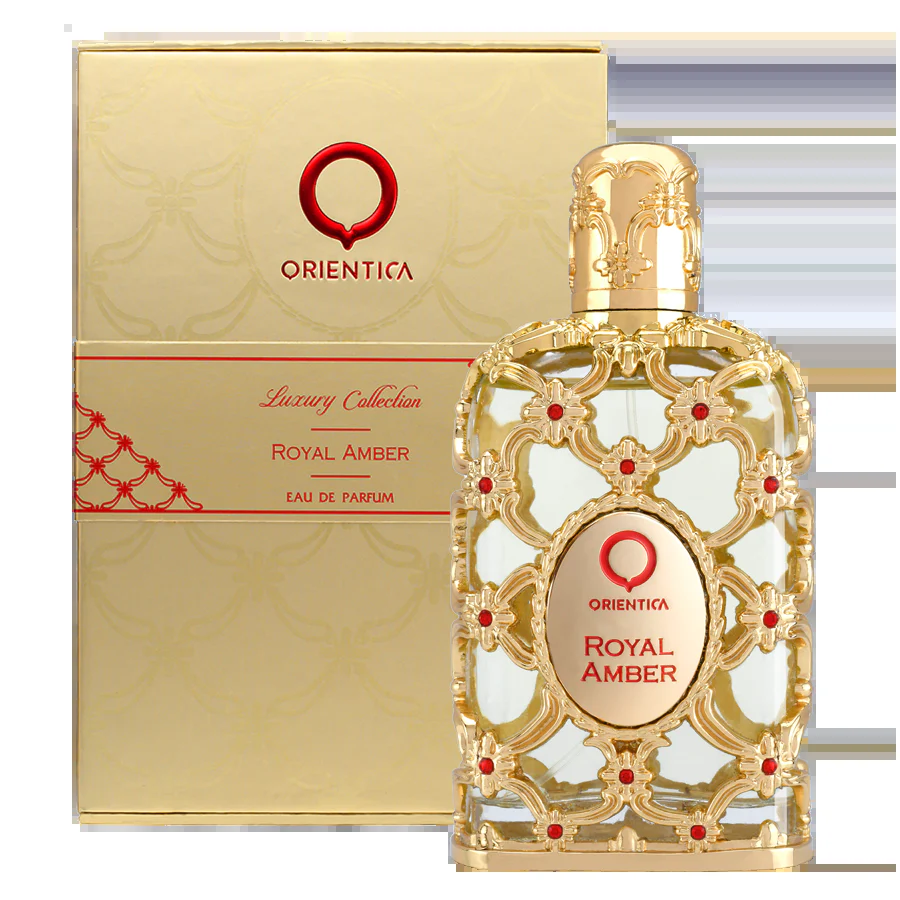 ORIENTICA
Luxury Collection
ROYAL AMBER
EAU DE PARFUM
ORIENTICA
ROYAL
AMBER